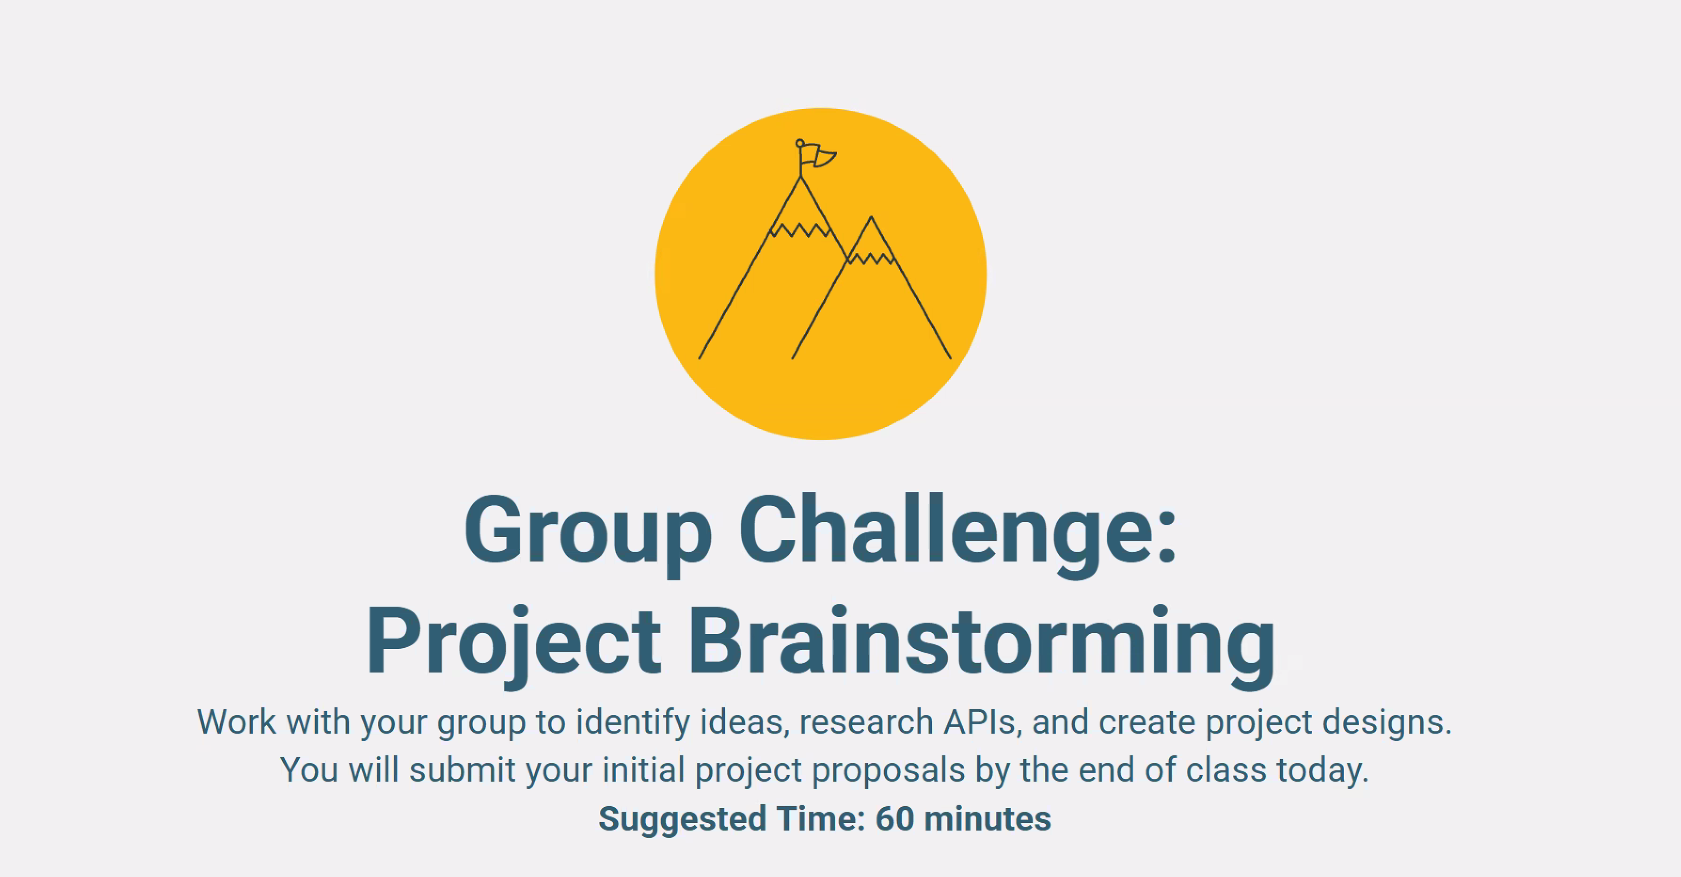 Group Challenge:
Project Brainstorming
Work with your group to identify ideas, research APIs, and create project designs.
You will submit your initial project proposals by the end of class today.
Suggested Time: 60 minutes